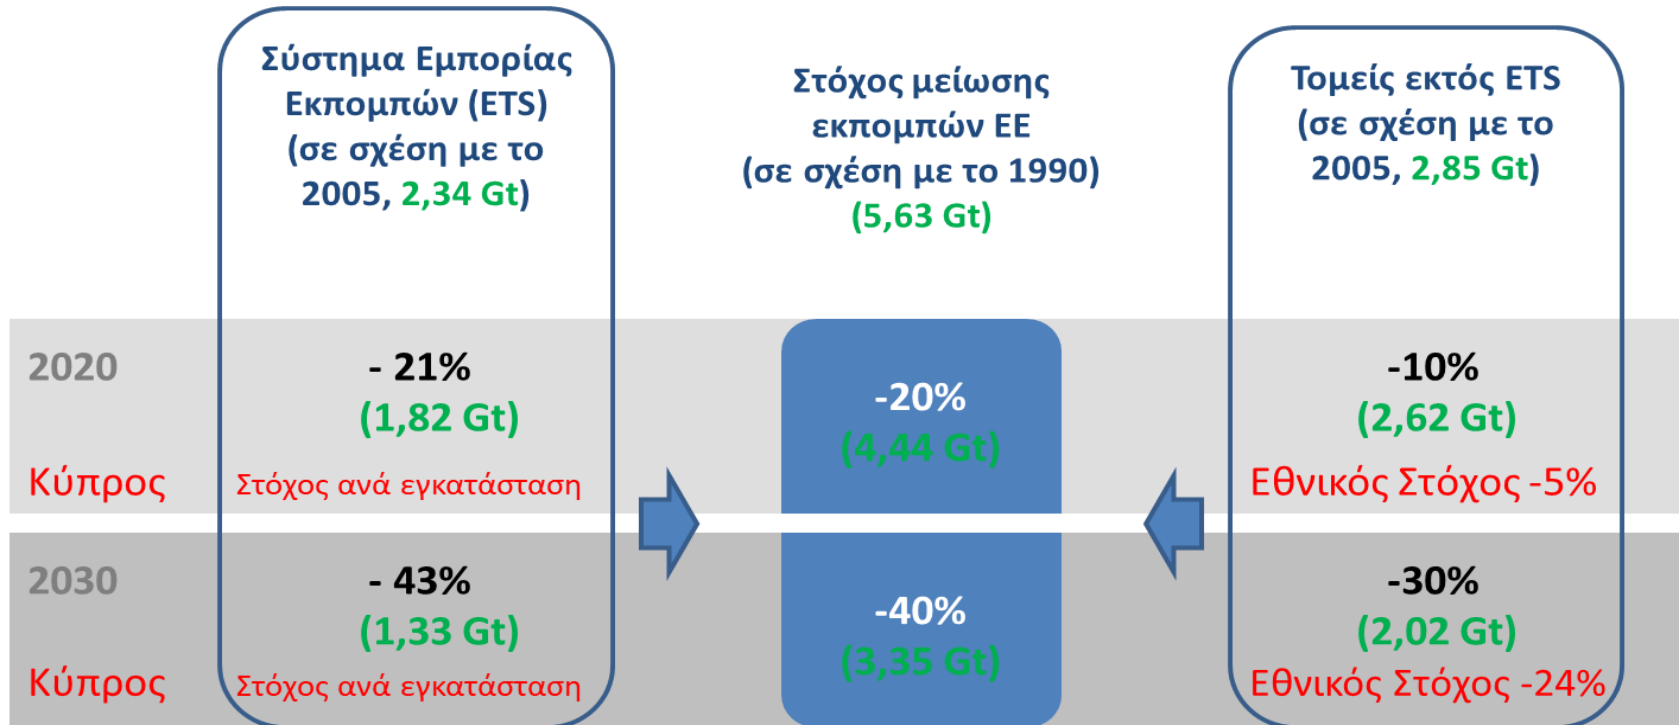 Σύστημα Εμπορίας
Εκπομπών (ETS)
(σε σχέση με το
2005, 2,34 Gt)
Στόχος μείωσης
εκπομπών ΕΕ
(σε σχέση με το 1990)
(5,63 Gt)
Τομείς εκτός ETS
(σε σχέση με το
2005, 2,85 Gt)
2020
- 21%
(1,82 Gt)
-20%
(4,44 Gt)
-10%
(2,62 Gt)
Κύπρος
Στόχος ανά εγκατάσταση
Εθνικός Στόχος -5%
2030
- 43%
(1,33 Gt)
-40%
(3,35 Gt)
-30%
(2,02 Gt)
Κύπρος
Στόχος ανά εγκατάσταση
Εθνικός Στόχος -24%